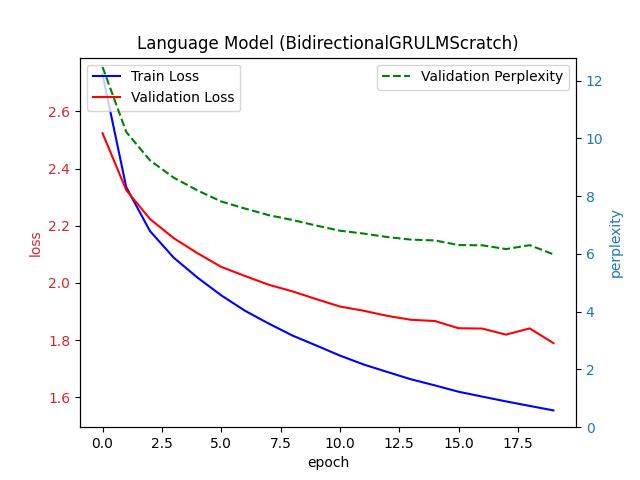 Language Model (BidirectionalGRULMScratch)
Train Loss
Validation Loss
Validation Perplexity
2.6
2.4
2.2
2.0
1.8
1.6
loss
12
10
8
6
4
2
0
perplexity
0.0 2.5 5.0 7.5 10.0 12.5 15.0 17.5
epoch